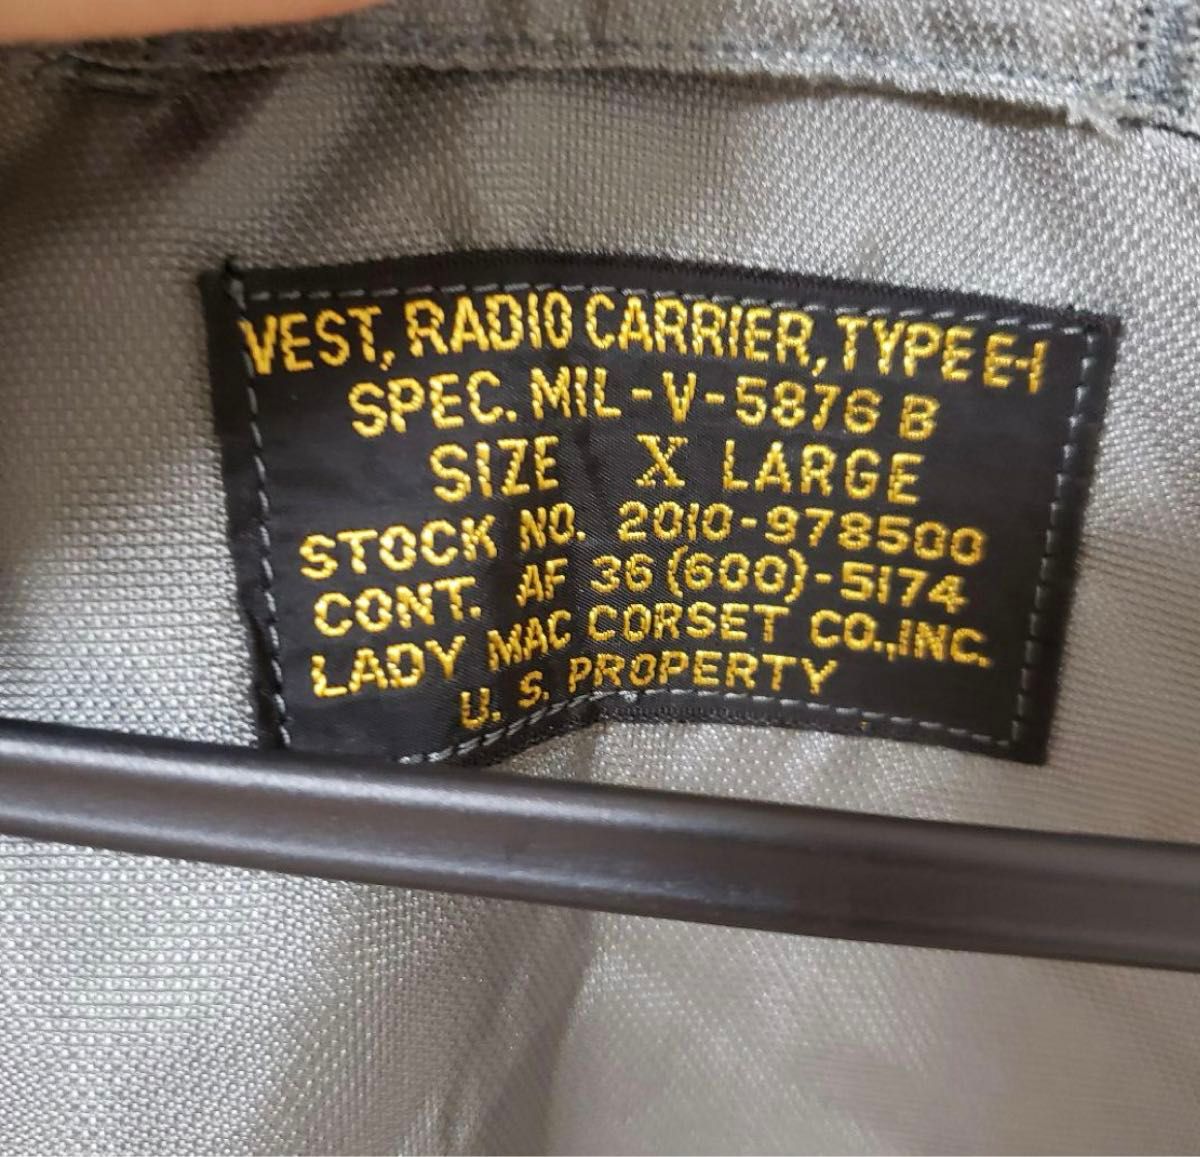 VEST, RADIO CARRIER, TYPE E-1
SPEC. MIL-V-5876 B
SIZE X LARGE
STOCK NO. 2010-978500
CONT. AF 36 (600)-5174
LADY MAC CORSET CO.,INC.
U. S. PROPERTY